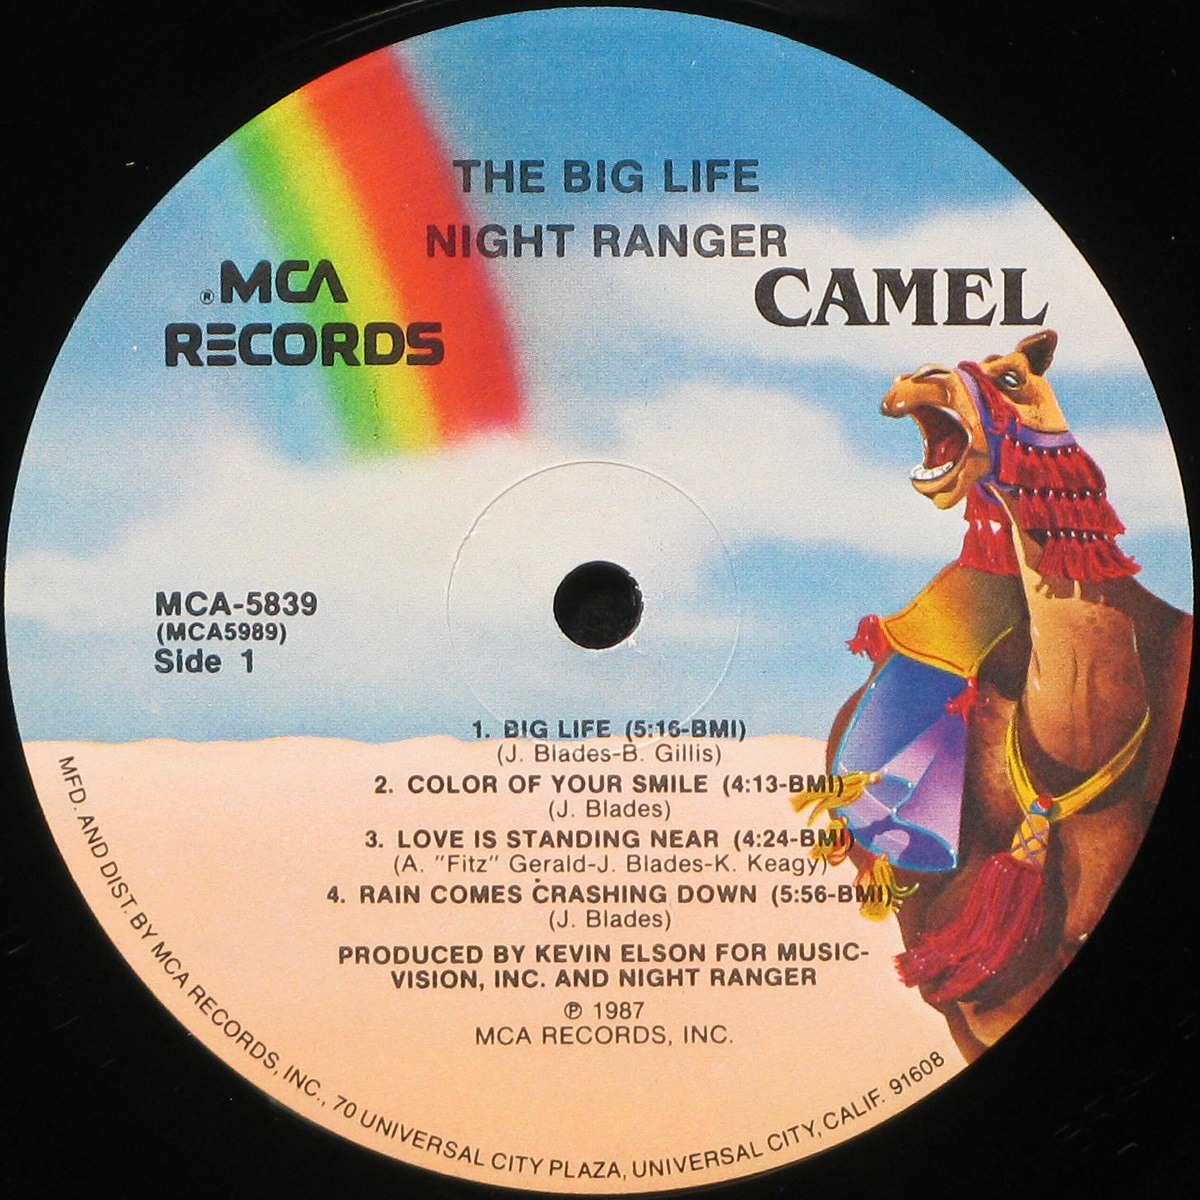 THE BIG LIFE
NIGHT RANGER
® MCA
RECORDS
CAMEL
MCA-5839
(MCA5989)
Side 1
1. BIG LIFE (5:16-BMI)
(J. Blades-B. Gillis)
2. COLOR OF YOUR SMILE (4:13-BMI)
(J. Blades)
3. LOVE IS STANDING NEAR (4:24-BMI)
(A. "Fitz" Gerald-J. Blades-K. Keagy)
4. RAIN COMES CRASHING DOWN (5:56-BMI)
(J. Blades)
PRODUCED BY KEVIN ELSON FOR MUSIC-
VISION, INC. AND NIGHT RANGER
℗ 1987
MCA RECORDS, INC.
MFD. AND DIST. BY MCA RECORDS, INC., 70 UNIVERSAL CITY PLAZA, UNIVERSAL CITY, CALIF. 91608